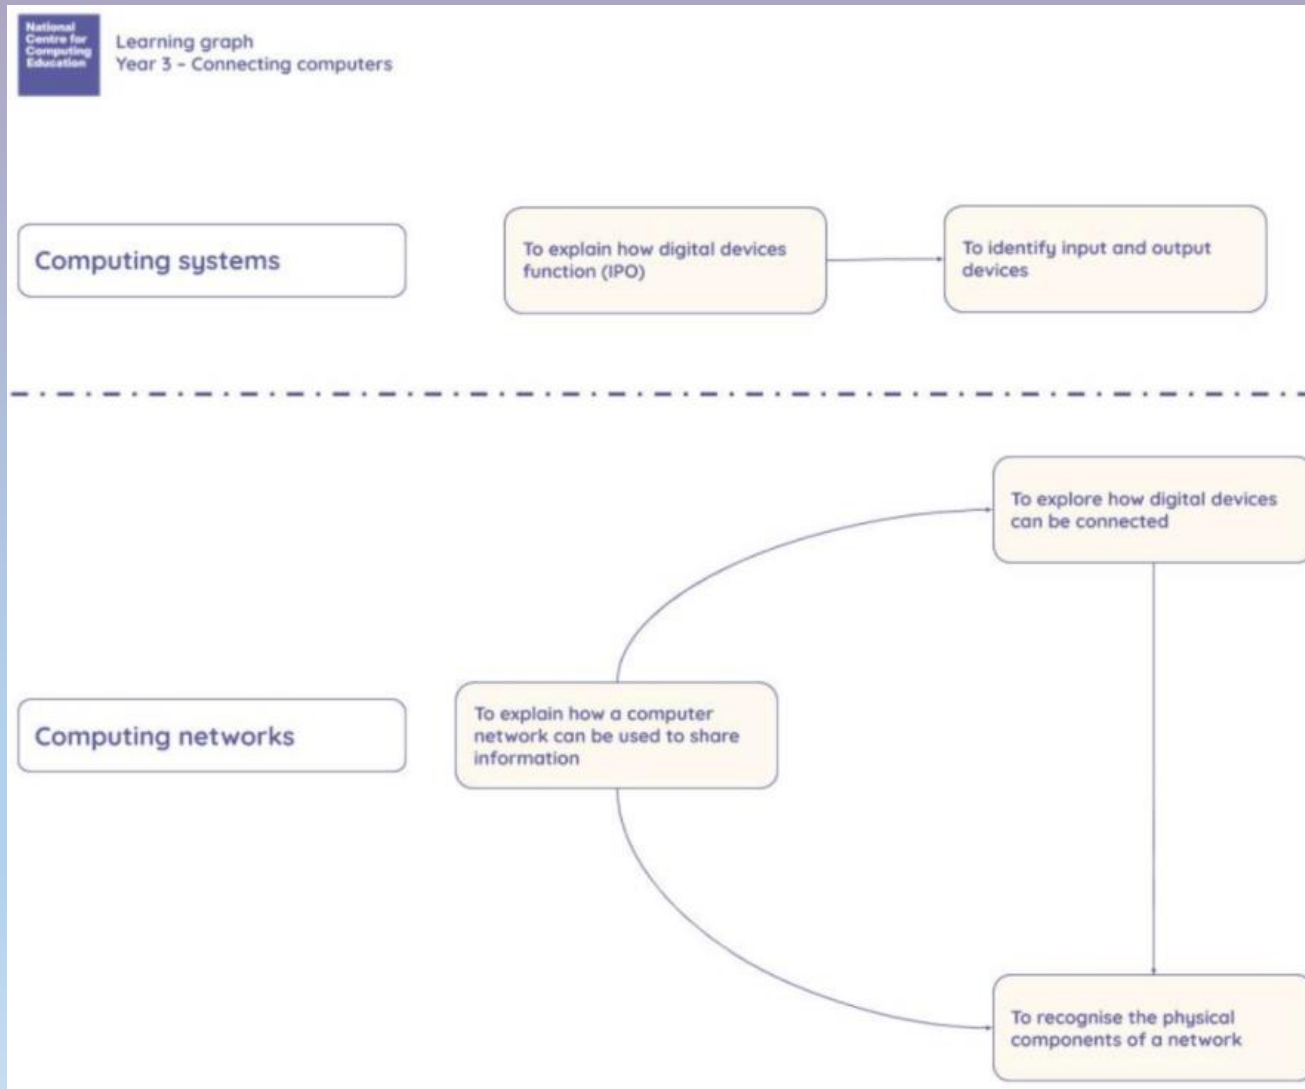 National
Centre for
Computing
Education
Learning graph
Year 3 – Connecting computers
Computing systems
To explain how digital devices
function (IPO)
To identify input and output
devices
To explore how digital devices
can be connected
Computing networks
To explain how a computer
network can be used to share
information
To recognise the physical
components of a network